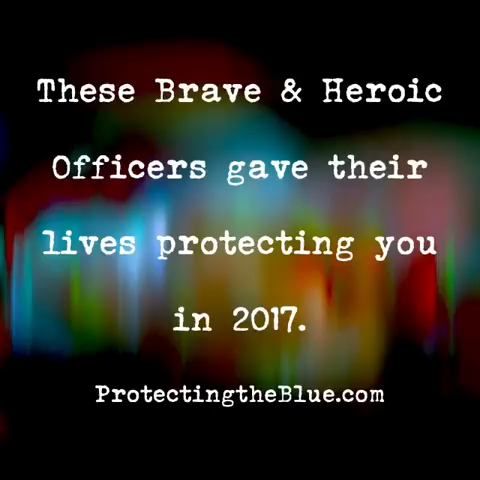 These Brave & Heroic
Officers gave their
lives protecting you
in 2017.
ProtectingtheBlue.com